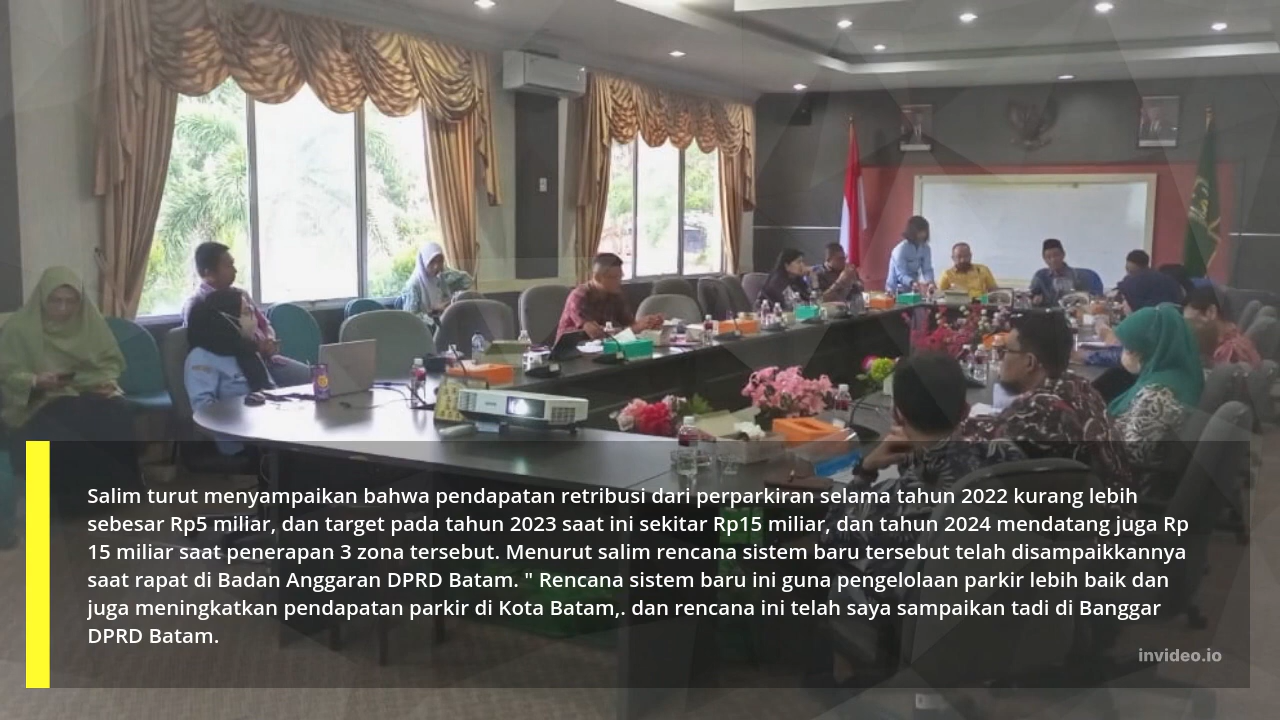 Salim turut menyampaikan bahwa pendapatan retribusi dari perparkiran selama tahun 2022 kurang lebih
sebesar Rp5 miliar, dan target pada tahun 2023 saat ini sekitar Rp15 miliar, dan tahun 2024 mendatang juga Rp
15 miliar saat penerapan 3 zona tersebut. Menurut salim rencana sistem baru tersebut telah disampaikkannya
saat rapat di Badan Anggaran DPRD Batam. " Rencana sistem baru ini guna pengelolaan parkir lebih baik dan
juga meningkatkan pendapatan parkir di Kota Batam,. dan rencana ini telah saya sampaikan tadi di Banggar
DPRD Batam.
invideo.io